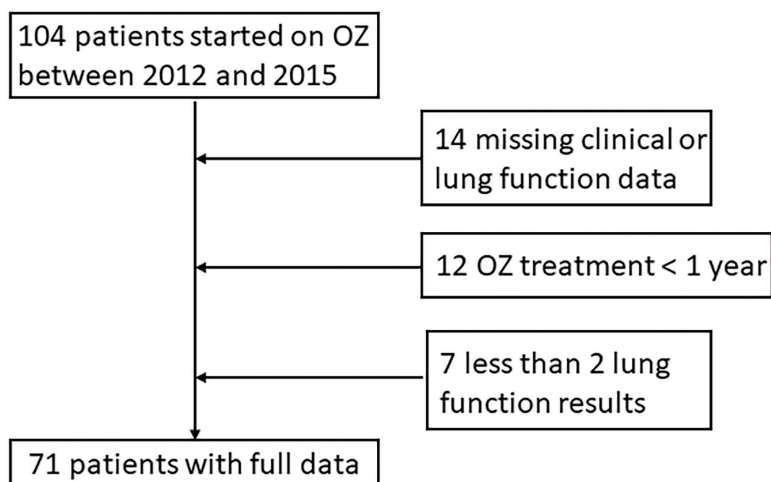 104 patients started on OZ
between 2012 and 2015
14 missing clinical or
lung function data
12 OZ treatment < 1 year
7 less than 2 lung
function results
71 patients with full data